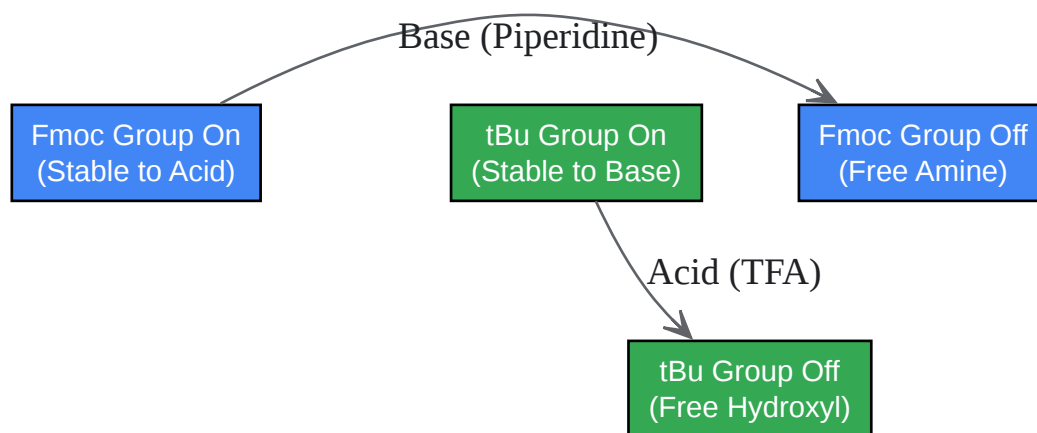 Base (Piperidine)
Fmoc Group On
(Stable to Acid)
tBu Group On
(Stable to Base)
Fmoc Group Off
(Free Amine)
Acid (TFA)
tBu Group Off
(Free Hydroxyl)